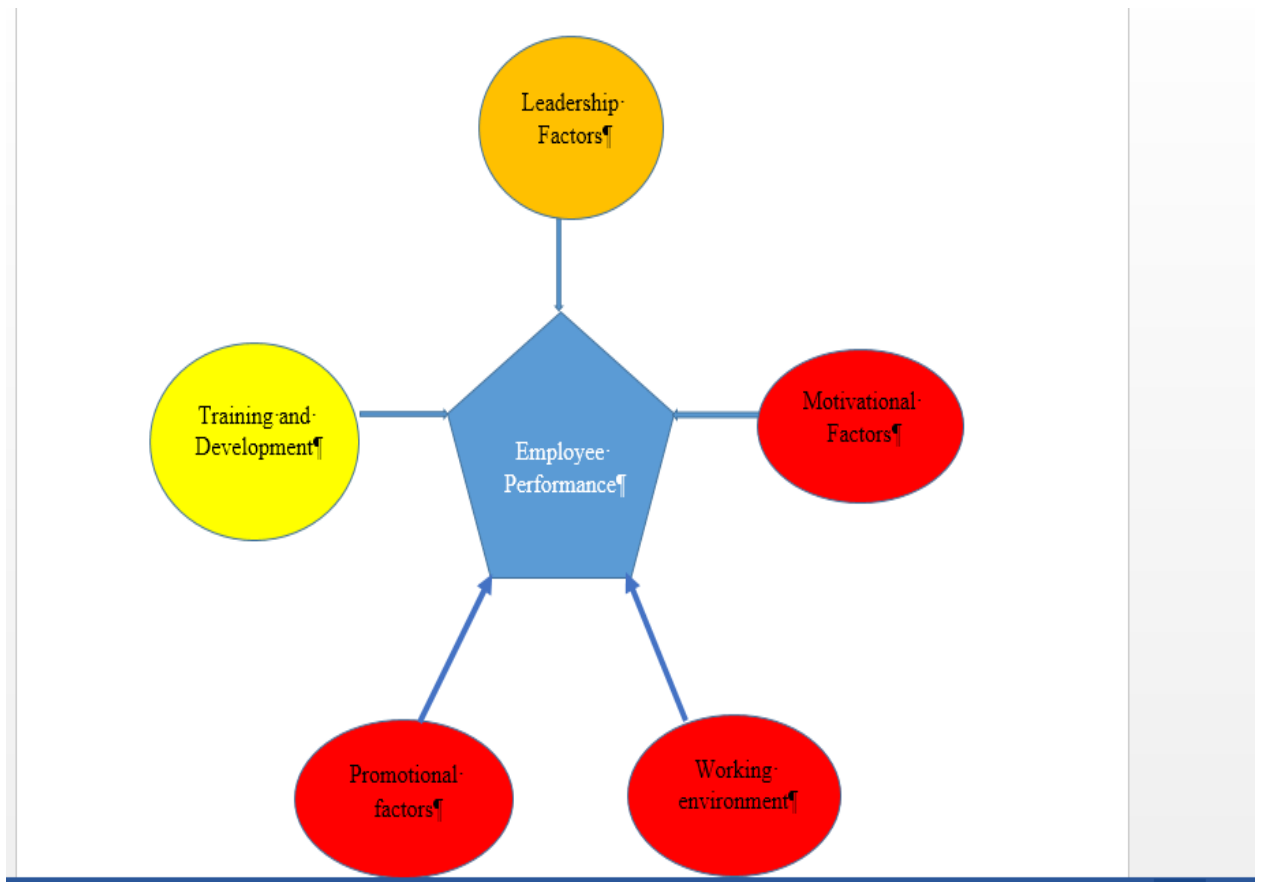 Leadership·
Factors¶
Training·and·
Development¶
Motivational·
Factors¶
Employee·
Performance¶
Promotional·
factors¶
Working·
environment¶